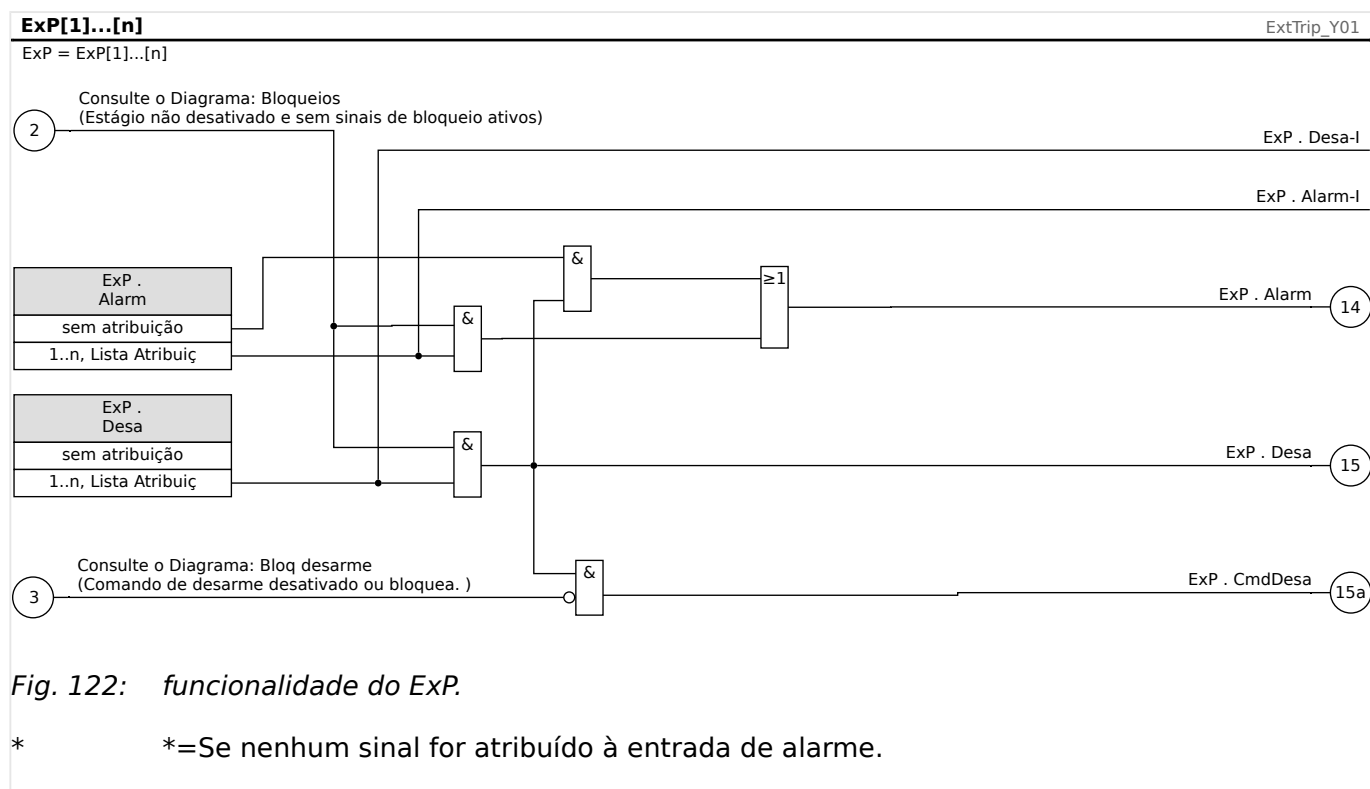 ExP[1]...[n]
ExtTrip_Y01
ExP = ExP[1]...[n]
Consulte o Diagrama: Bloqueios
(Estágio não desativado e sem sinais de bloqueio ativos)
2
ExP . Desa-I
ExP . Alarm-I
&
ExP .
Alarm
≥1
sem atribuição
&
ExP . Alarm
14
1..n, Lista Atribuiç
ExP .
Desa
sem atribuição
&
ExP . Desa
15
1..n, Lista Atribuiç
Consulte o Diagrama: Bloq desarme
(Comando de desarme desativado ou bloquea. )
3
&
ExP . CmdDesa
15a
Fig. 122: funcionalidade do ExP.
* *=Se nenhum sinal for atribuído à entrada de alarme.